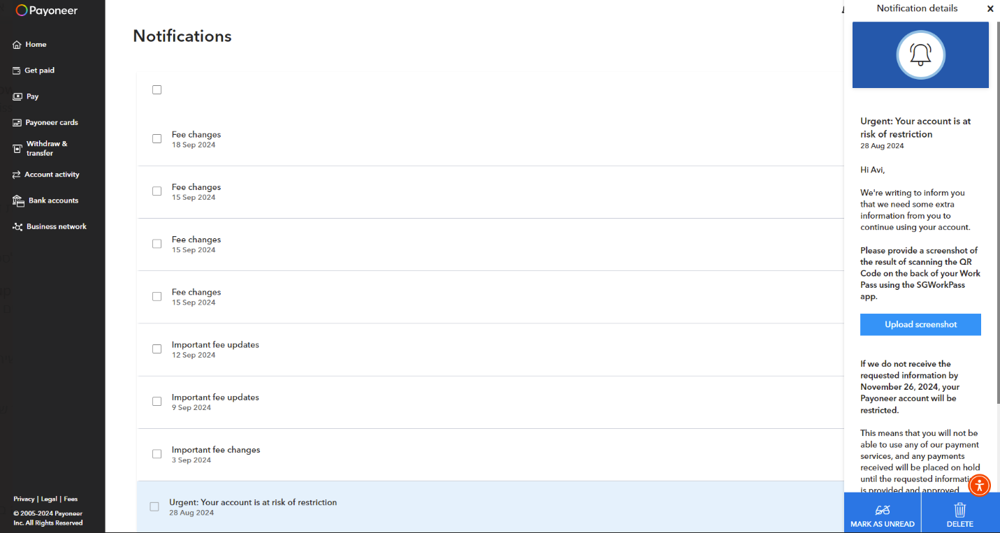 Payoneer
Home
Get paid
Pay
Payoneer cards
Withdraw &
transfer
Account activity
Bank accounts
Business network
Privacy | Legal | Fees
© 2005-2024 Payoneer
Inc. All Rights Reserved
Notifications
Fee changes
18 Sep 2024
Fee changes
15 Sep 2024
Fee changes
15 Sep 2024
Fee changes
15 Sep 2024
Important fee updates
12 Sep 2024
Important fee updates
9 Sep 2024
Important fee changes
3 Sep 2024
Urgent: Your account is at risk of restriction
28 Aug 2024
Notification details
Urgent: Your account is at
risk of restriction
28 Aug 2024
Hi Avi,
We're writing to inform you
that we need some extra
information from you to
continue using your account.
Please provide a screenshot of
the result of scanning the QR
Code on the back of your Work
Pass using the SGWorkPass
app.
Upload screenshot
If we do not receive the
requested information by
November 26, 2024, your
Payoneer account will be
restricted.
This means that you will not be
able to use any of our payment
services, and any payments
received will be placed on hold
until the requested
is provided and approved
MARK AS UNREAD
DELETE